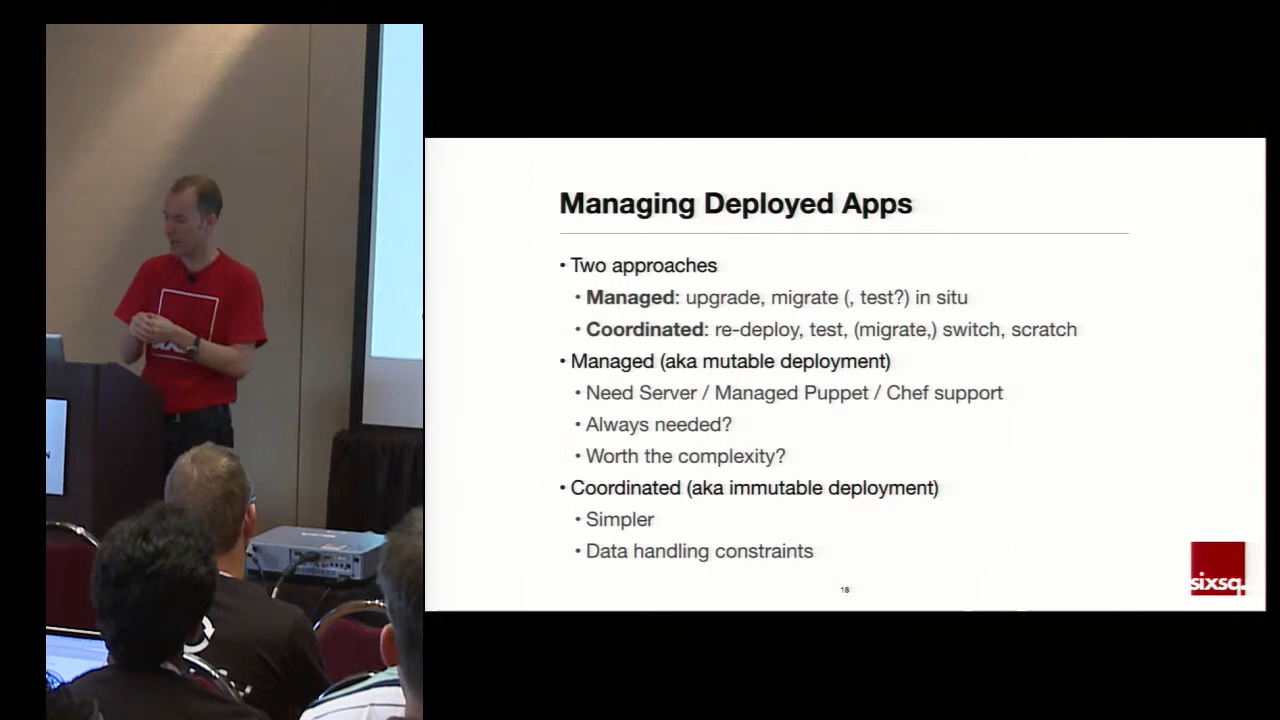 Managing Deployed Apps
• Two approaches
• Managed: upgrade, migrate (, test?) in situ
• Coordinated: re-deploy, test, (migrate,) switch, scratch
• Managed (aka mutable deployment)
• Need Server / Managed Puppet / Chef support
• Always needed?
• Worth the complexity?
• Coordinated (aka immutable deployment)
• Simpler
• Data handling constraints
18
sixsq